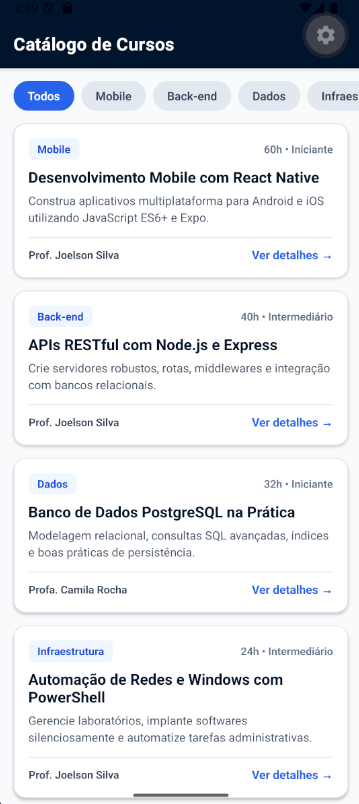 2:39
Catálogo de Cursos
Todos Mobile Back-end Dados Infraes
Mobile 60h • Iniciante
Desenvolvimento Mobile com React Native
Construa aplicativos multiplataforma para Android e iOS
utilizando JavaScript ES6+ e Expo.
Prof. Joelson Silva Ver detalhes →
Back-end 40h • Intermediário
APIs RESTful com Node.js e Express
Crie servidores robustos, rotas, middlewares e integração
com bancos relacionais.
Prof. Joelson Silva Ver detalhes →
Dados 32h • Iniciante
Banco de Dados PostgreSQL na Prática
Modelagem relacional, consultas SQL avançadas, índices
e boas práticas de persistência.
Profa. Camila Rocha Ver detalhes →
Infraestrutura 24h • Intermediário
Automação de Redes e Windows com
PowerShell
Gerencie laboratórios, implante softwares
silenciosamente e automatize tarefas administrativas.
Prof. Joelson Silva Ver detalhes →